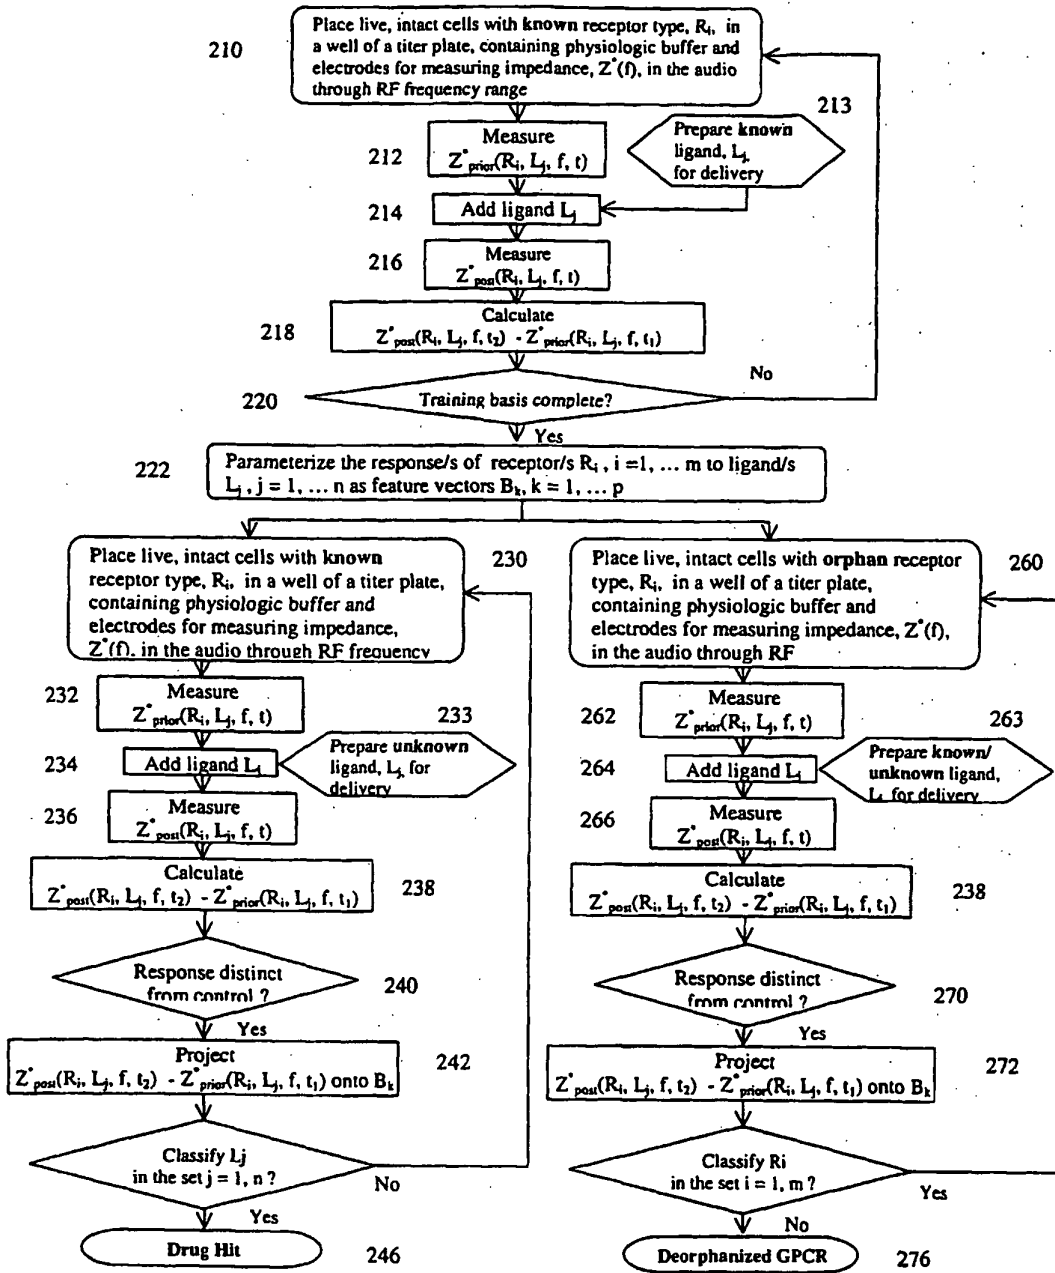 210
Place live, intact cells with known receptor type, Ri, in
a well of a titer plate, containing physiologic buffer and
electrodes for measuring impedance, Z*(f), in the audio
through RF frequency range
213
Prepare known
ligand, Lj,
for delivery
212
Measure
Z*prior(Ri, Lj, f, t)
214
Add ligand Lj
216
Measure
Z*post(Ri, Lj, f, t)
218
Calculate
Z*post(Ri, Lj, f, t2) - Z*prior(Ri, Lj, f, t1)
220
Training basis complete?
No
Yes
222
Parameterize the response/s of receptor/s Ri, i =1, ... m to ligand/s
Lj, j = 1, ... n as feature vectors Bk, k = 1, ... p
230
Place live, intact cells with known
receptor type, Ri, in a well of a titer plate,
containing physiologic buffer and
electrodes for measuring impedance,
Z*(f), in the audio through RF frequency
232
Measure
Z*prior(Ri, Lj, f, t)
233
Prepare unknown
ligand, Lj, for
delivery
234
Add ligand Lj
236
Measure
Z*post(Ri, Lj, f, t)
Calculate
Z*post(Ri, Lj, f, t2) - Z*prior(Ri, Lj, f, t1)
238
Response distinct
from control ?
240
Yes
Project
Z*post(Ri, Lj, f, t2) - Z*prior(Ri, Lj, f, t1) onto Bk
242
Classify Lj
in the set j = 1, n ?
No
Yes
Drug Hit
246
260
Place live, intact cells with orphan receptor
type, Ri, in a well of a titer plate,
containing physiologic buffer and
electrodes for measuring impedance, Z*(f),
in the audio through RF
262
Measure
Z*prior(Ri, Lj, f, t)
263
Prepare known/
unknown ligand,
Lj for delivery
264
Add ligand Lj
266
Measure
Z*post(Ri, Lj, f, t)
Calculate
Z*post(Ri, Lj, f, t2) - Z*prior(Ri, Lj, f, t1)
238
Response distinct
from control ?
270
Yes
Project
Z*post(Ri, Lj, f, t2) - Z*prior(Ri, Lj, f, t1) onto Bk
272
Classify Ri
in the set i = 1, m ?
Yes
No
Deorphanized GPCR
276